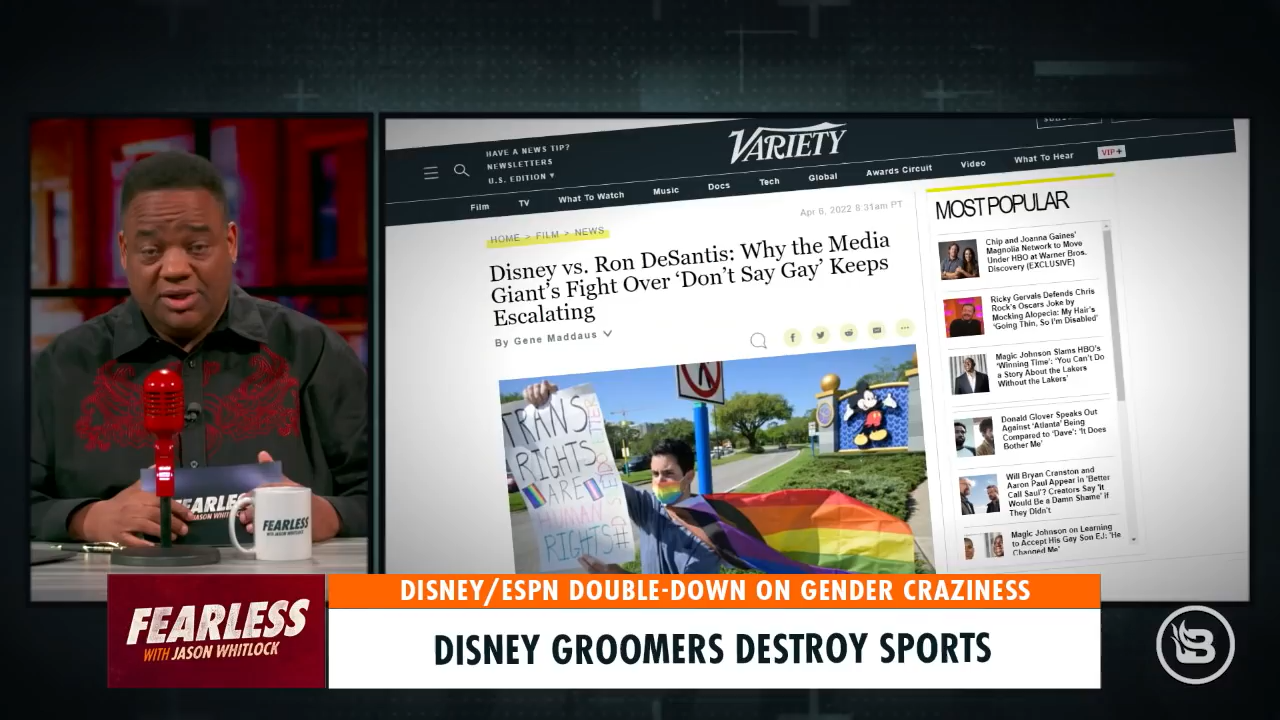 HAVE A NEWS TIP?
NEWSLETTERS
U.S. EDITION
VARIETY
Film
TV
What To Watch
Music
Docs
Tech
Global
Awards Circuit
Video
What To Hear
VIP+
Apr 6, 2022 8:31am PT
HOME > FILM > NEWS
Disney vs. Ron DeSantis: Why the Media
Giant's Fight Over 'Don't Say Gay' Keeps
Escalating
By Gene Maddaus
MOST POPULAR
Chip and Joanna Gaines'
Magnolia Network to Move
Under HBO at Warner Bros.
Discovery (EXCLUSIVE)
Ricky Gervais Defends Chris
Rock's Oscars Joke by
Mocking Alopecia: My Hair's
'Going Thin, So I'm Disabled'
Magic Johnson Slams HBO's
'Winning Time': 'You Can't Do
a Story About the Lakers
Without the Lakers'
Donald Glover Speaks Out
Against 'Atlanta' Being
Compared to 'Dave': 'It Does
Bother Me'
Will Bryan Cranston and
Aaron Paul Appear in 'Better
Call Saul'? Creators Say 'It
Would Be a Damn Shame' if
They Didn't
Magic Johnson on Learning
to Accept His Gay Son EJ: 'He
Changed Me'
TRANS
RIGHTS
ARE
HUMAN
RIGHTS
FEARLESS
JASON WHITLOCK
FEARLESS
WITH JASON WHITLOCK
FEARLESS
WITH JASON WHITLOCK
DISNEY/ESPN DOUBLE-DOWN ON GENDER CRAZINESS
DISNEY GROOMERS DESTROY SPORTS
B